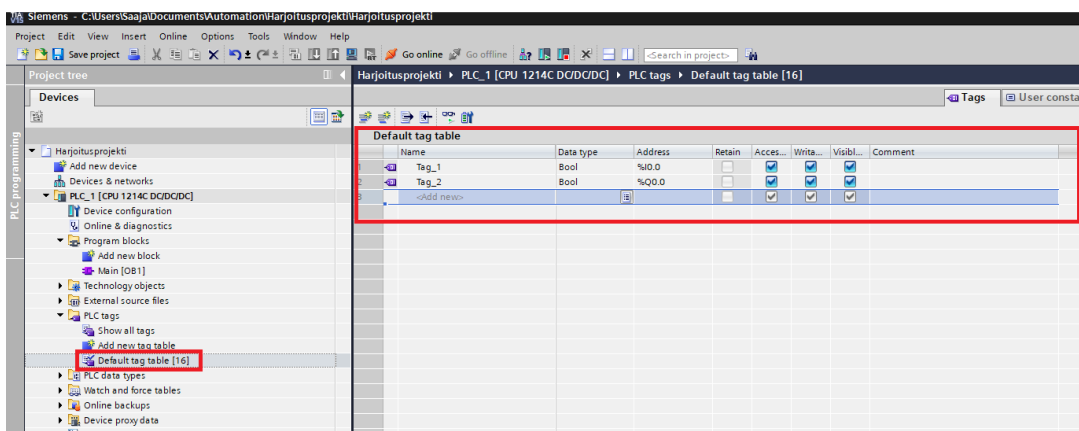 Siemens - C:\Users\Saaja\Documents\Automation\Harjoitusprojekti\Harjoitusprojekti
Project Edit View Insert Online Options Tools Window Help
Save project Go online Go offline <Search in project>
Project tree
Harjoitusprojekti ▸ PLC_1 [CPU 1214C DC/DC/DC] ▸ PLC tags ▸ Default tag table [16]
Devices
Tags User consta
PLC programming
Default tag table
Name Data type Address Retain Acces... Writa... Visibl... Comment
1 Tag_1 Bool %I0.0
2 Tag_2 Bool %Q0.0
3 <Add new>
Harjoitusprojekti
Add new device
Devices & networks
PLC_1 [CPU 1214C DC/DC/DC]
Device configuration
Online & diagnostics
Program blocks
Add new block
Main [OB1]
Technology objects
External source files
PLC tags
Show all tags
Add new tag table
Default tag table [16]
PLC data types
Watch and force tables
Online backups
Device proxy data